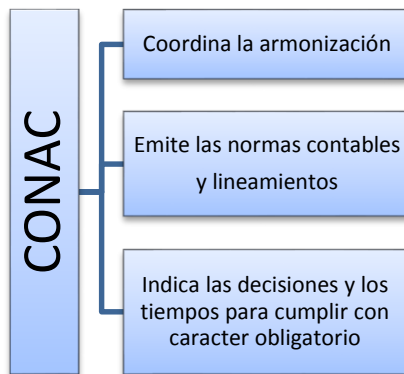 CONAC
Coordina la armonización
Emite las normas contables
y lineamientos
Indica las decisiones y los
tiempos para cumplir con
caracter obligatorio